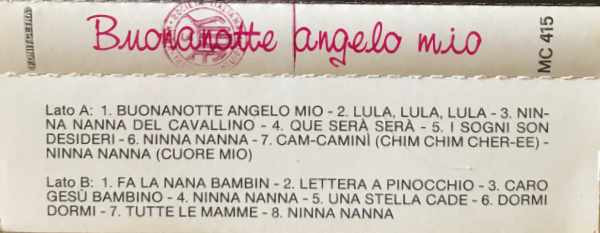 Buonanotte angelo mio
MC 415
Lato A: 1. BUONANOTTE ANGELO MIO - 2. LULA, LULA, LULA - 3. NIN-
NA NANNA DEL CAVALLINO - 4. QUE SERÀ SERÀ - 5. I SOGNI SON
DESIDERI - 6. NINNA NANNA - 7. CAM-CAMINÌ (CHIM CHIM CHER-EE) -
NINNA NANNA (CUORE MIO)
Lato B: 1. FA LA NANA BAMBIN - 2. LETTERA A PINOCCHIO - 3. CARO
GESÙ BAMBINO - 4. NINNA NANNA - 5. UNA STELLA CADE - 6. DORMI
DORMI - 7. TUTTE LE MAMME - 8. NINNA NANNA